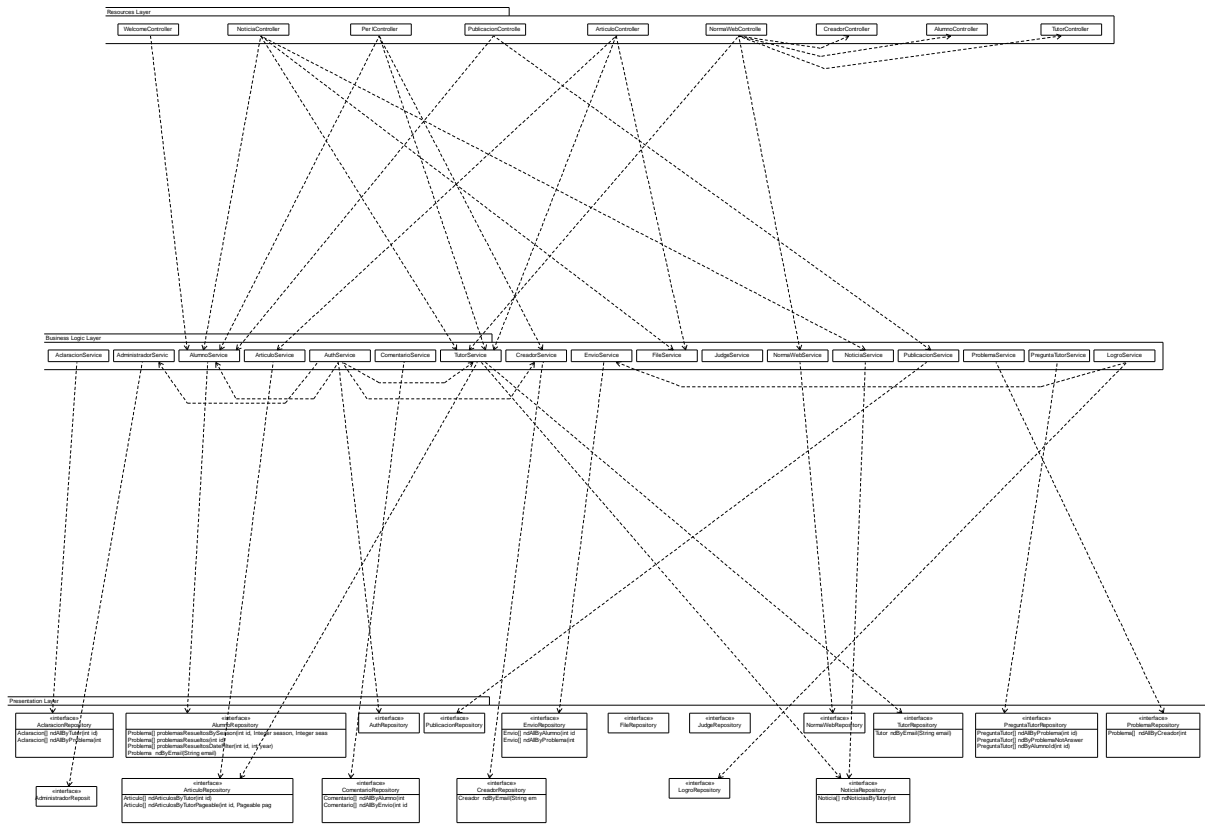 Resources Layer
WelcomeController
NoticiaController
Per lController
PublicacionControlle
ArticuloController
NormaWebControlle
CreadorController
AlumnoController
TutorController
Business Logic Layer
AclaracionService
AdministradorServic
AlumnoService
ArticuloService
AuthService
ComentarioService
TutorService
CreadorService
EnvioService
FileService
JudgeService
NormaWebService
NoticiaService
PublicacionService
ProblemaService
PreguntaTutorService
LogroService
Presentation Layer
«interface»
AclaracionRepository
Aclaracion[] ndAllByTutor(int id)
Aclaracion[] ndAllByProblema(int
«interface»
AlumnoRepository
Problema[] problemasResueltosBySeason(int id, Integer season, Integer seas
Problema[] problemasResueltos(int id)
Problema[] problemasResueltosDateFilter(int id, int year)
Problema ndByEmail(String email)
«interface»
AuthRepository
«interface»
PublicacionRepository
«interface»
EnvioRepository
Envio[] ndAllByAlumno(int id
Envio[] ndAllByProblema(int
«interface»
FileRepository
«interface»
JudgeRepository
«interface»
NormaWebRepository
«interface»
TutorRepository
Tutor ndByEmail(String email)
«interface»
PreguntaTutorRepository
PreguntaTutor[] ndAllByProblema(int id)
PreguntaTutor[] ndByProblemaNotAnswer
PreguntaTutor[] ndByAlumnoId(int id)
«interface»
ProblemaRepository
Problema[] ndAllByCreador(int
«interface»
AdministradorReposit
«interface»
ArticuloRepository
Articulo[] ndArticulosByTutor(int id)
Articulo[] ndArticulosByTutorPageable(int id, Pageable pag
«interface»
ComentarioRepository
Comentario[] ndAllByAlumno(int
Comentario[] ndAllByEnvio(int id
«interface»
CreadorRepository
Creador ndByEmail(String em
«interface»
LogroRepository
«interface»
NoticiaRepository
Noticia[] ndNoticiasByTutor(int